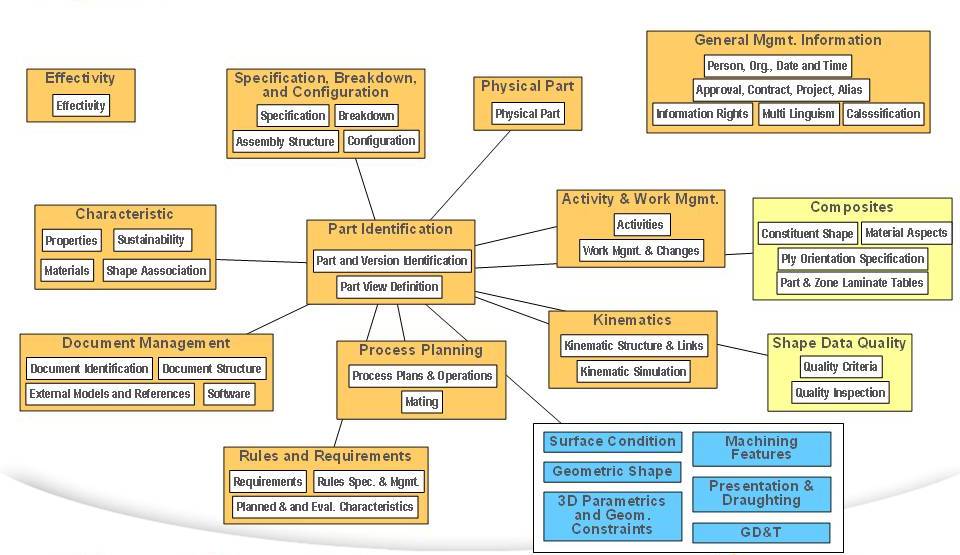 Effectivity
Effectivity
Specification, Breakdown,
and Configuration
Specification
Breakdown
Assembly Structure
Configuration
Physical Part
Physical Part
General Mgmt. Information
Person, Org., Date and Time
Approval, Contract, Project, Alias
Information Rights
Multi Linguism
Calsssification
Characteristic
Properties
Sustainability
Materials
Shape Aassociation
Part Identification
Part and Version Identification
Part View Definition
Activity & Work Mgmt.
Activities
Work Mgmt. & Changes
Composites
Constituent Shape
Material Aspects
Ply Orientation Specification
Part & Zone Laminate Tables
Document Management
Document Identification
Document Structure
External Models and References
Software
Process Planning
Process Plans & Operations
Mating
Kinematics
Kinematic Structure & Links
Kinematic Simulation
Shape Data Quality
Quality Criteria
Quality Inspection
Rules and Requirements
Requirements
Rules Spec. & Mgmt.
Planned & and Eval. Characteristics
Surface Condition
Geometric Shape
3D Parametrics
and Geom.
Constraints
Machining
Features
Presentation &
Draughting
GD&T